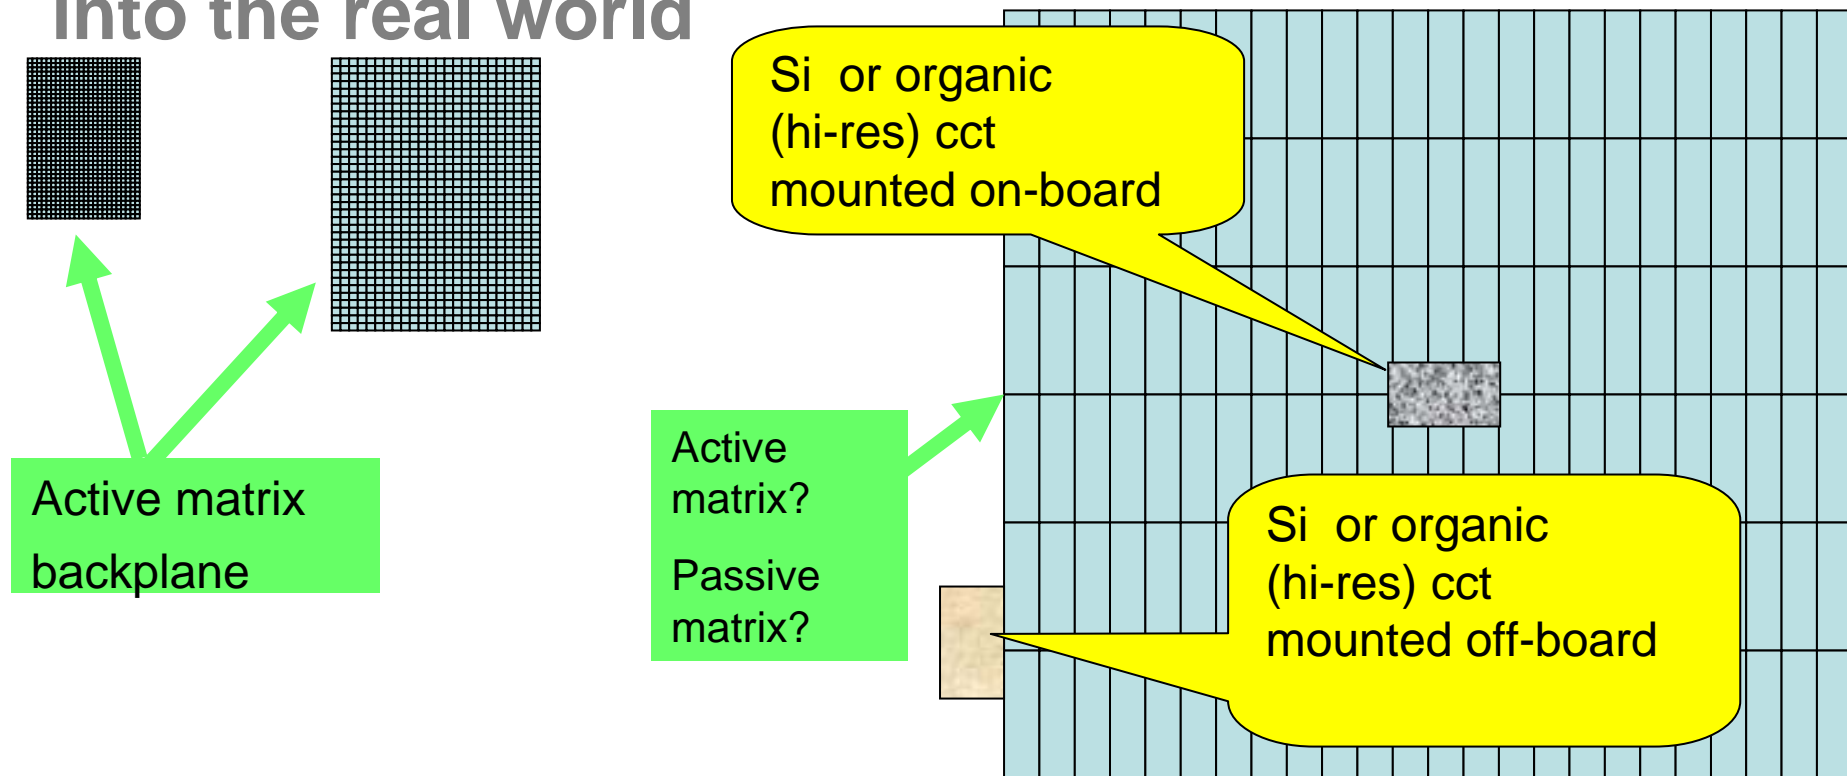 into the real world
Si or organic
(hi-res) cct
mounted on-board
Active
matrix?
Passive
matrix?
Active matrix
backplane
Si or organic
(hi-res) cct
mounted off-board